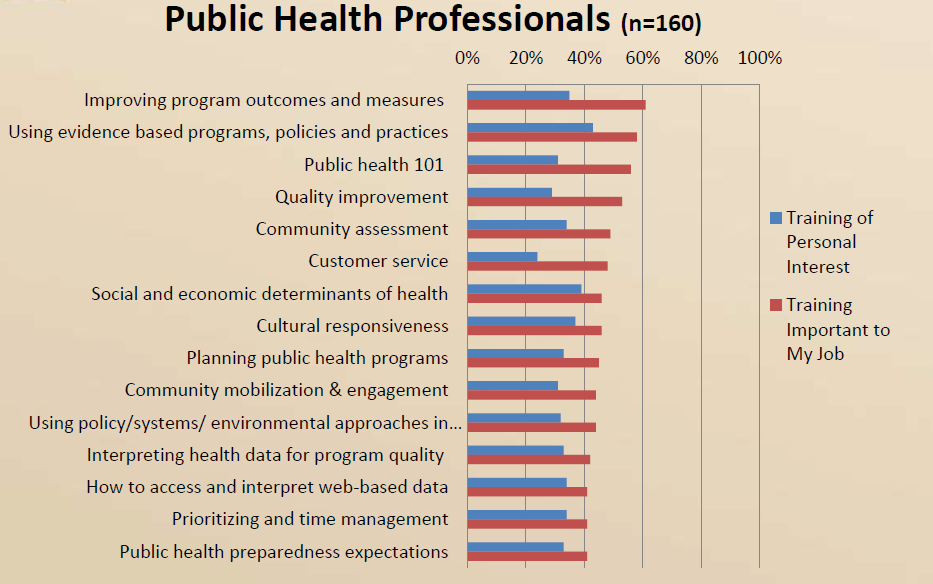 Public Health Professionals (n=160)
0% 20% 40% 60% 80% 100%
Improving program outcomes and measures
Using evidence based programs, policies and practices
Public health 101
Quality improvement
Community assessment
Customer service
Social and economic determinants of health
Cultural responsiveness
Planning public health programs
Community mobilization & engagement
Using policy/systems/ environmental approaches in...
Interpreting health data for program quality
How to access and interpret web-based data
Prioritizing and time management
Public health preparedness expectations
Training of
Personal
Interest
Training
Important to
My Job